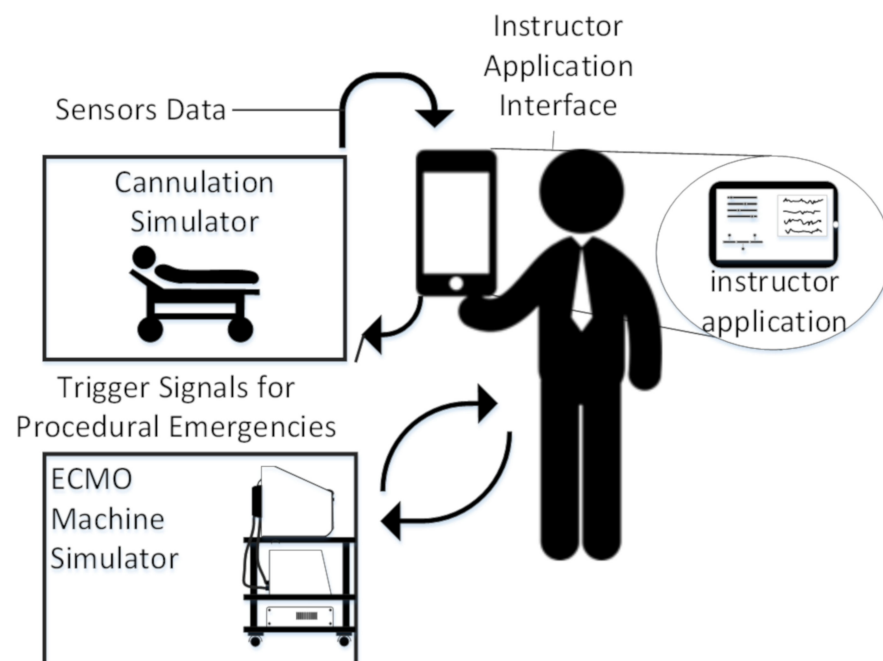 Instructor
Application
Interface
Sensors Data
Cannulation
Simulator
instructor
application
Trigger Signals for
Procedural Emergencies
ECMO
Machine
Simulator